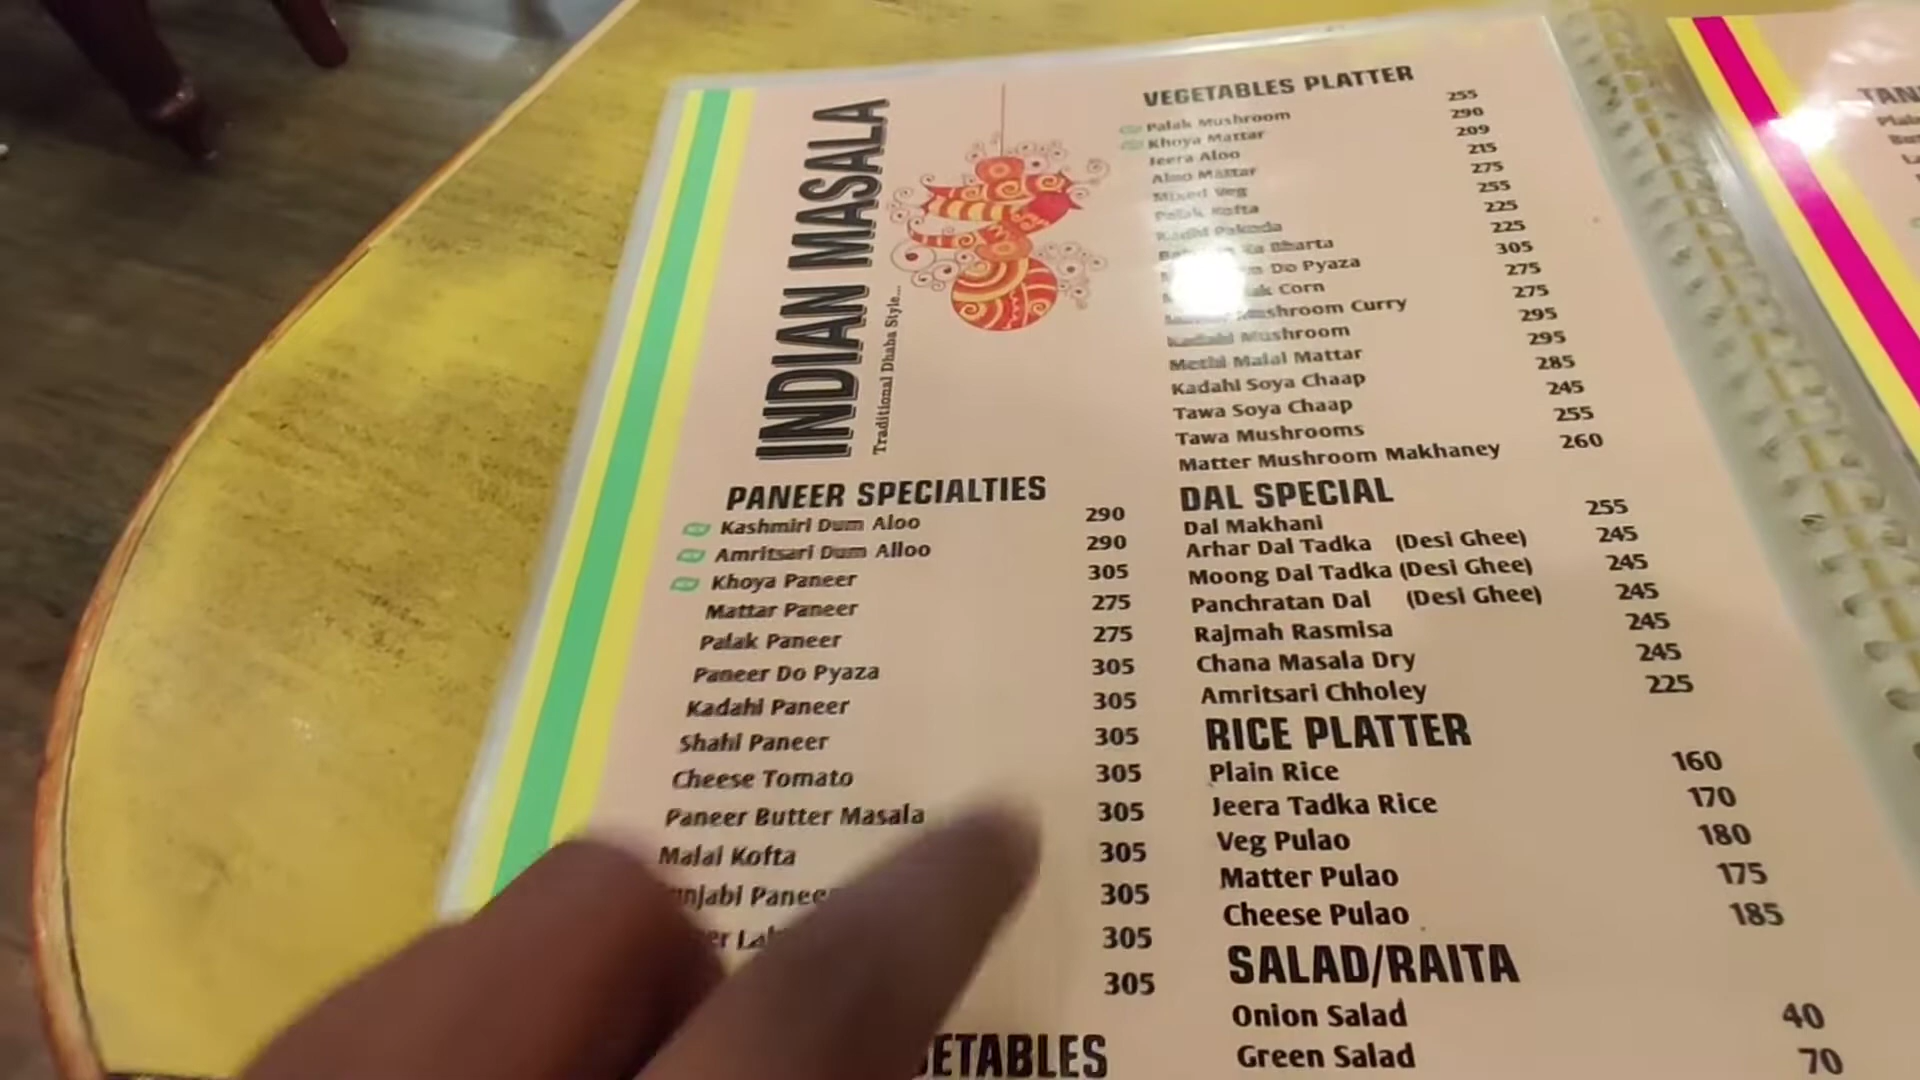 INDIAN MASALA
Traditional Dhaba Style...
PANEER SPECIALTIES
Kashmiri Dum Aloo 290
Amritsari Dum Alloo 290
Khoya Paneer 305
Mattar Paneer 275
Palak Paneer 275
Paneer Do Pyaza 305
Kadahi Paneer 305
Shahi Paneer 305
Cheese Tomato 305
Paneer Butter Masala 305
Malai Kofta 305
305
305
305
VEGETABLES PLATTER
Palak Mushroom 255
Khoya Mattar 290
Jeera Aloo 209
Aloo Mattar 215
Mixed Veg 275
Palak Kofta 255
Kadhi Pakoda 225
Ka Bharta 225
Do Pyaza 305
Corn 275
Mushroom Curry 275
Kadahi Mushroom 295
Methi Malai Mattar 295
Kadahi Soya Chaap 285
Tawa Soya Chaap 245
Tawa Mushrooms 255
Matter Mushroom Makhaney 260
DAL SPECIAL
Dal Makhani 255
Arhar Dal Tadka (Desi Ghee) 245
Moong Dal Tadka (Desi Ghee) 245
Panchratan Dal (Desi Ghee) 245
Rajmah Rasmisa 245
Chana Masala Dry 245
Amritsari Chholey 225
RICE PLATTER
Plain Rice 160
Jeera Tadka Rice 170
Veg Pulao 180
Matter Pulao 175
Cheese Pulao 185
SALAD/RAITA
Onion Salad 40
Green Salad 70